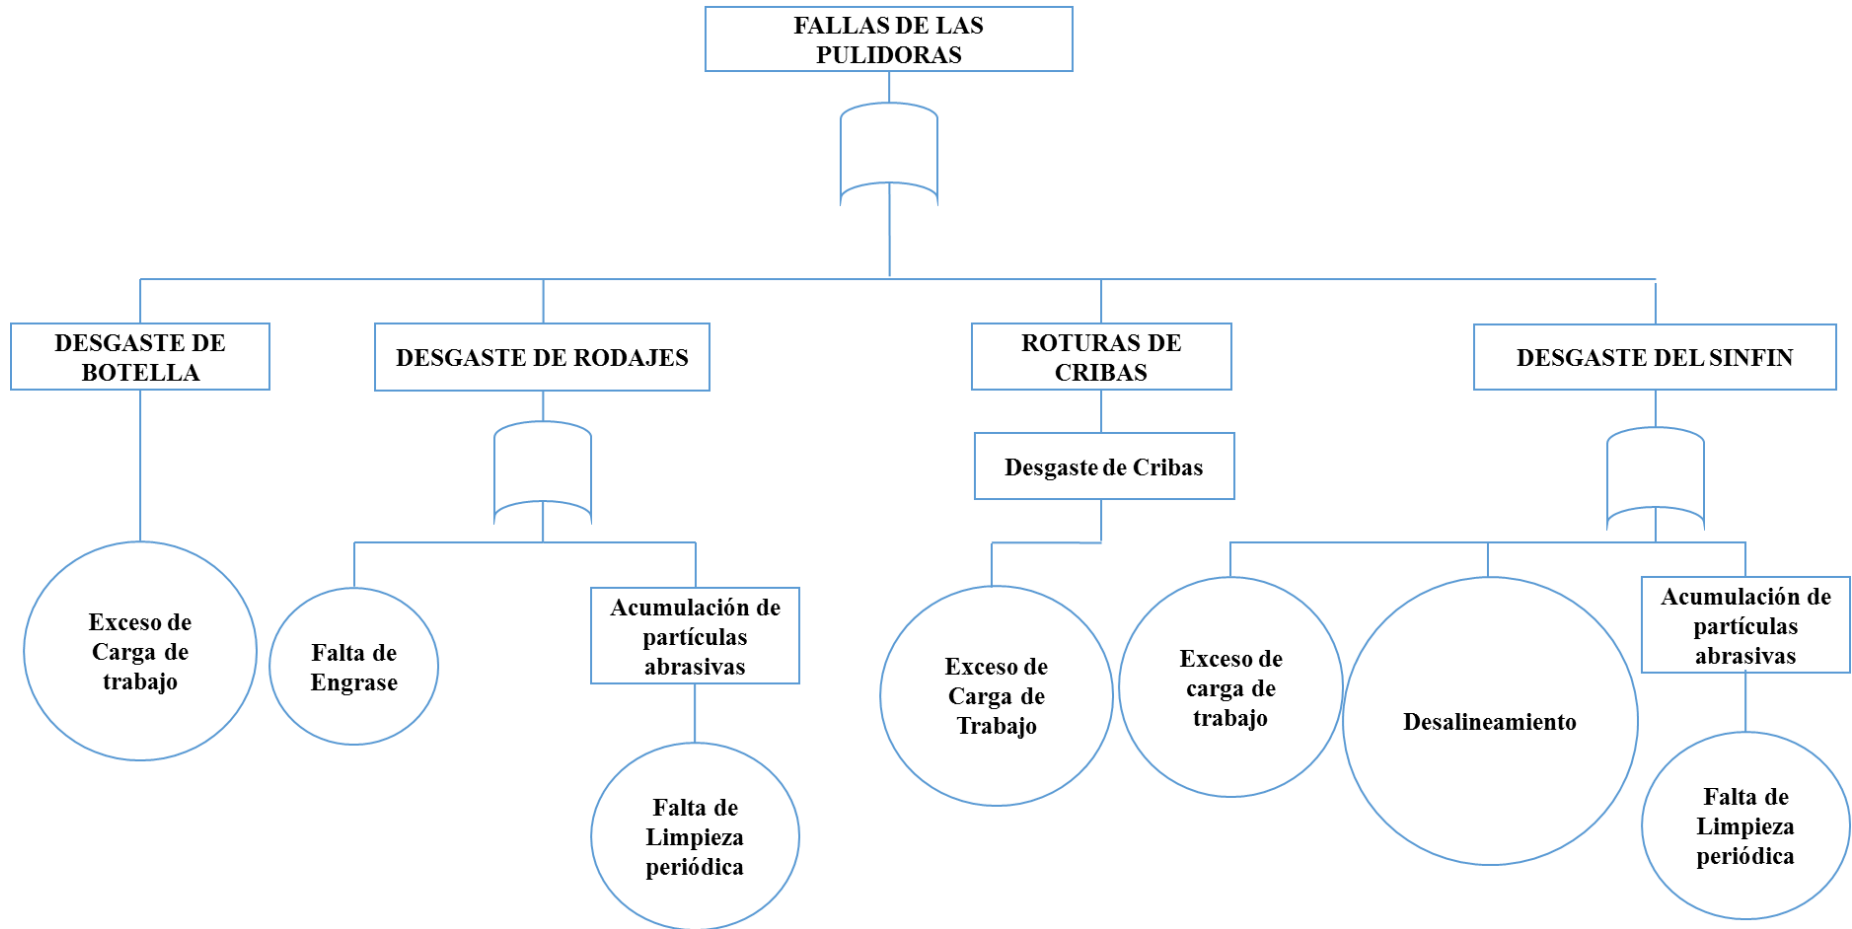 FALLAS DE LAS
PULIDORAS
DESGASTE DE
BOTELLA
DESGASTE DE RODAJES
ROTURAS DE
CRIBAS
DESGASTE DEL SINFIN
Desgaste de Cribas
Exceso de
Carga de
trabajo
Falta de
Engrase
Acumulación de
partículas
abrasivas
Falta de
Limpieza
periódica
Exceso de
Carga de
Trabajo
Exceso de
carga de
trabajo
Desalineamiento
Acumulación de
partículas
abrasivas
Falta de
Limpieza
periódica